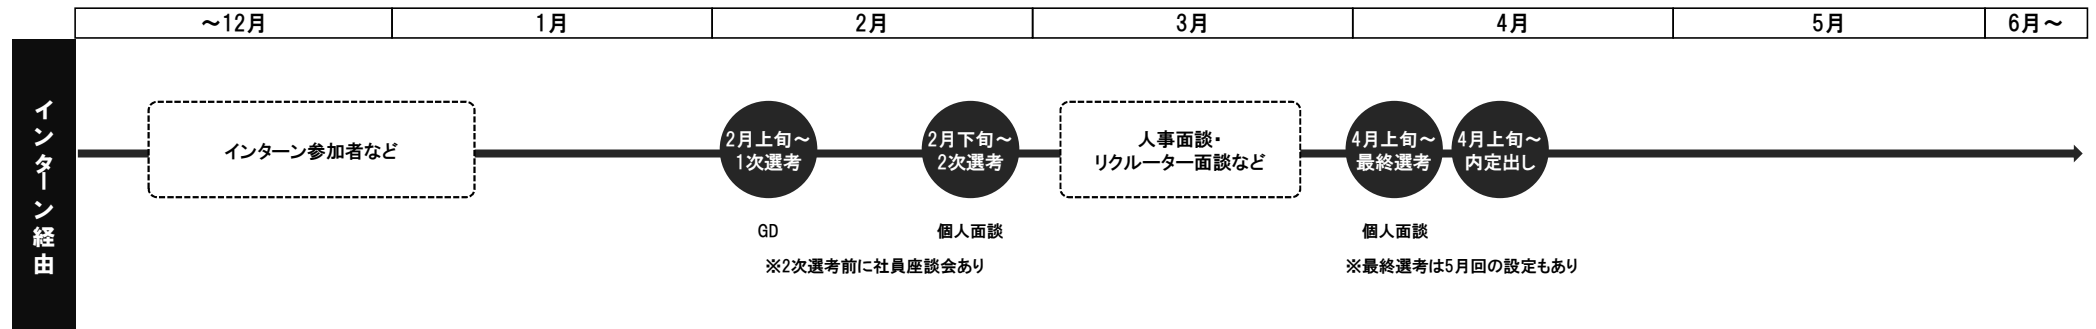 ～12月
1月
2月
3月
4月
5月
6月～
インターン経由
インターン参加者など
2月上旬～
1次選考
2月下旬～
2次選考
人事面談・
リクルーター面談など
4月上旬～
最終選考
4月上旬～
内定出し
GD
個人面談
個人面談
※2次選考前に社員座談会あり
※最終選考は5月回の設定もあり